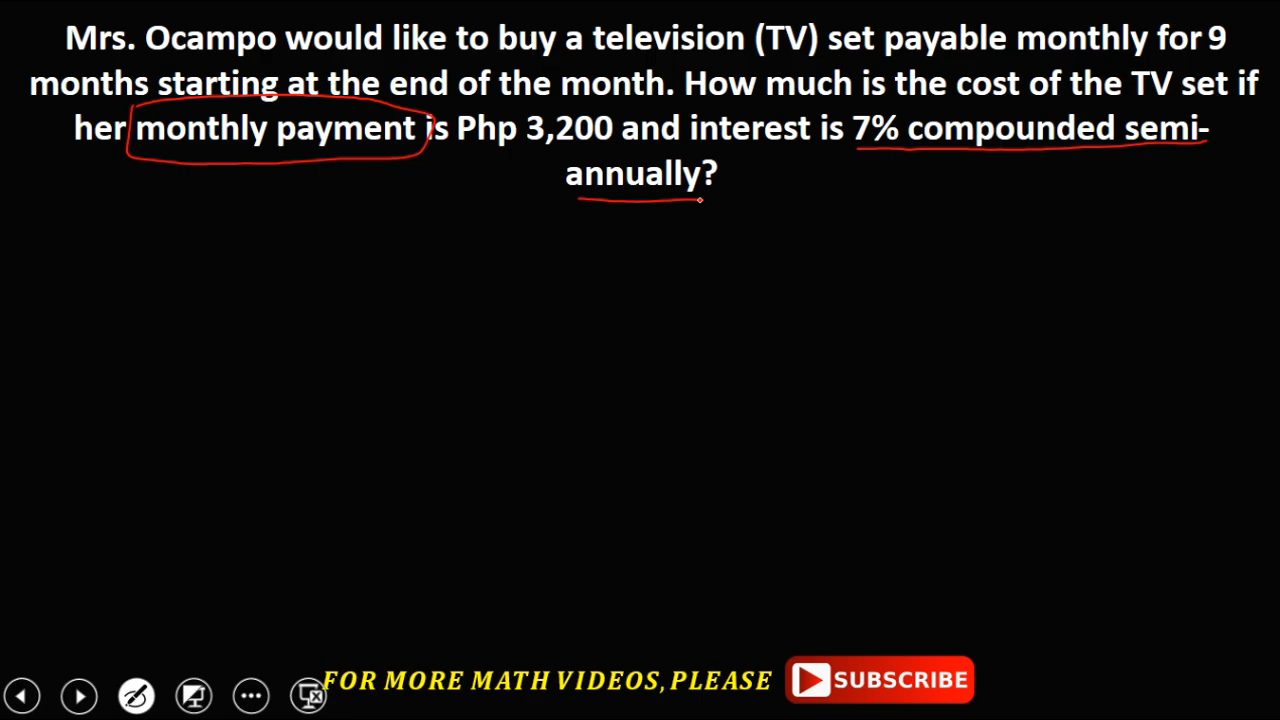 Mrs. Ocampo would like to buy a television (TV) set payable monthly for 9
months starting at the end of the month. How much is the cost of the TV set if
her monthly payment is Php 3,200 and interest is 7% compounded semi-
annually?
FOR MORE MATH VIDEOS, PLEASE SUBSCRIBE